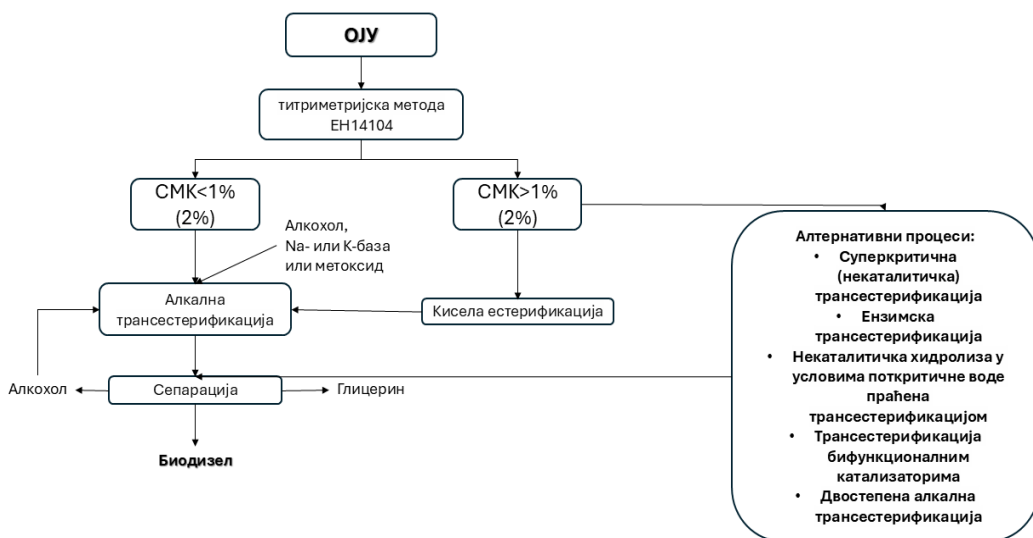 ОЈУ
титриметријска метода
ЕН14104
СМК<1%
(2%)
СМК>1%
(2%)
Алкохол,
Na- или К-база
или метоксид
Алкална
трансестерификација
Кисела естерификација
Алкохол
Сепарација
Глицерин
Биодизел
Алтернативни процеси:
• Суперкритична
(некаталитичка)
трансестерификација
• Ензимска
трансестерификација
• Некаталитичка хидролиза у
условима поткритичне воде
праћена
трансестерификацијом
• Трансестерификација
бифункционалним
катализаторима
• Двостепена алкална
трансестерификација